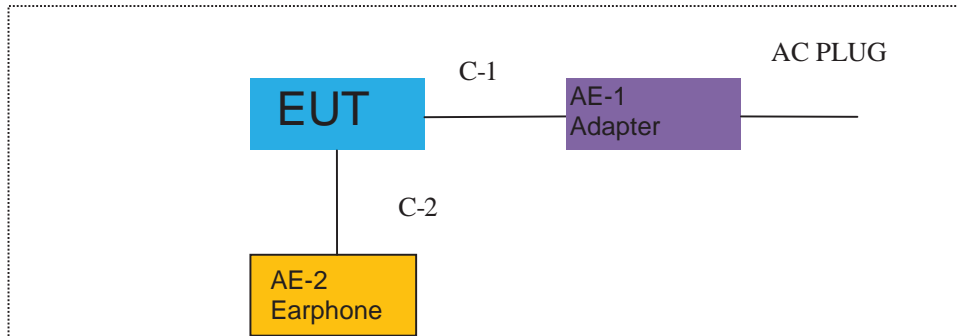 AC PLUG
C-1
EUT
AE-1
Adapter
C-2
AE-2
Earphone